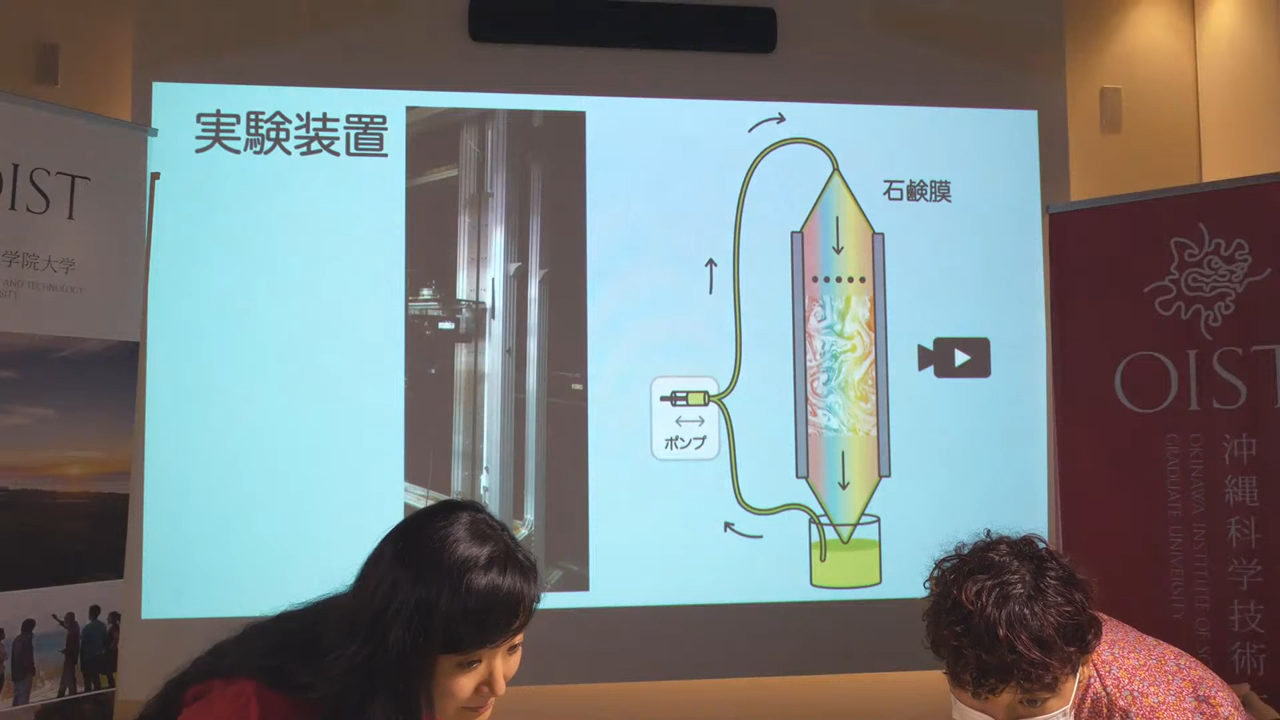 OIST
学院大学
AND TECHNOLOGY
実験装置
石鹸膜
ポンプ
OIST
沖縄科学技術
OKINAWA INSTITUTE OF
GRADUATE UNIVERSITY